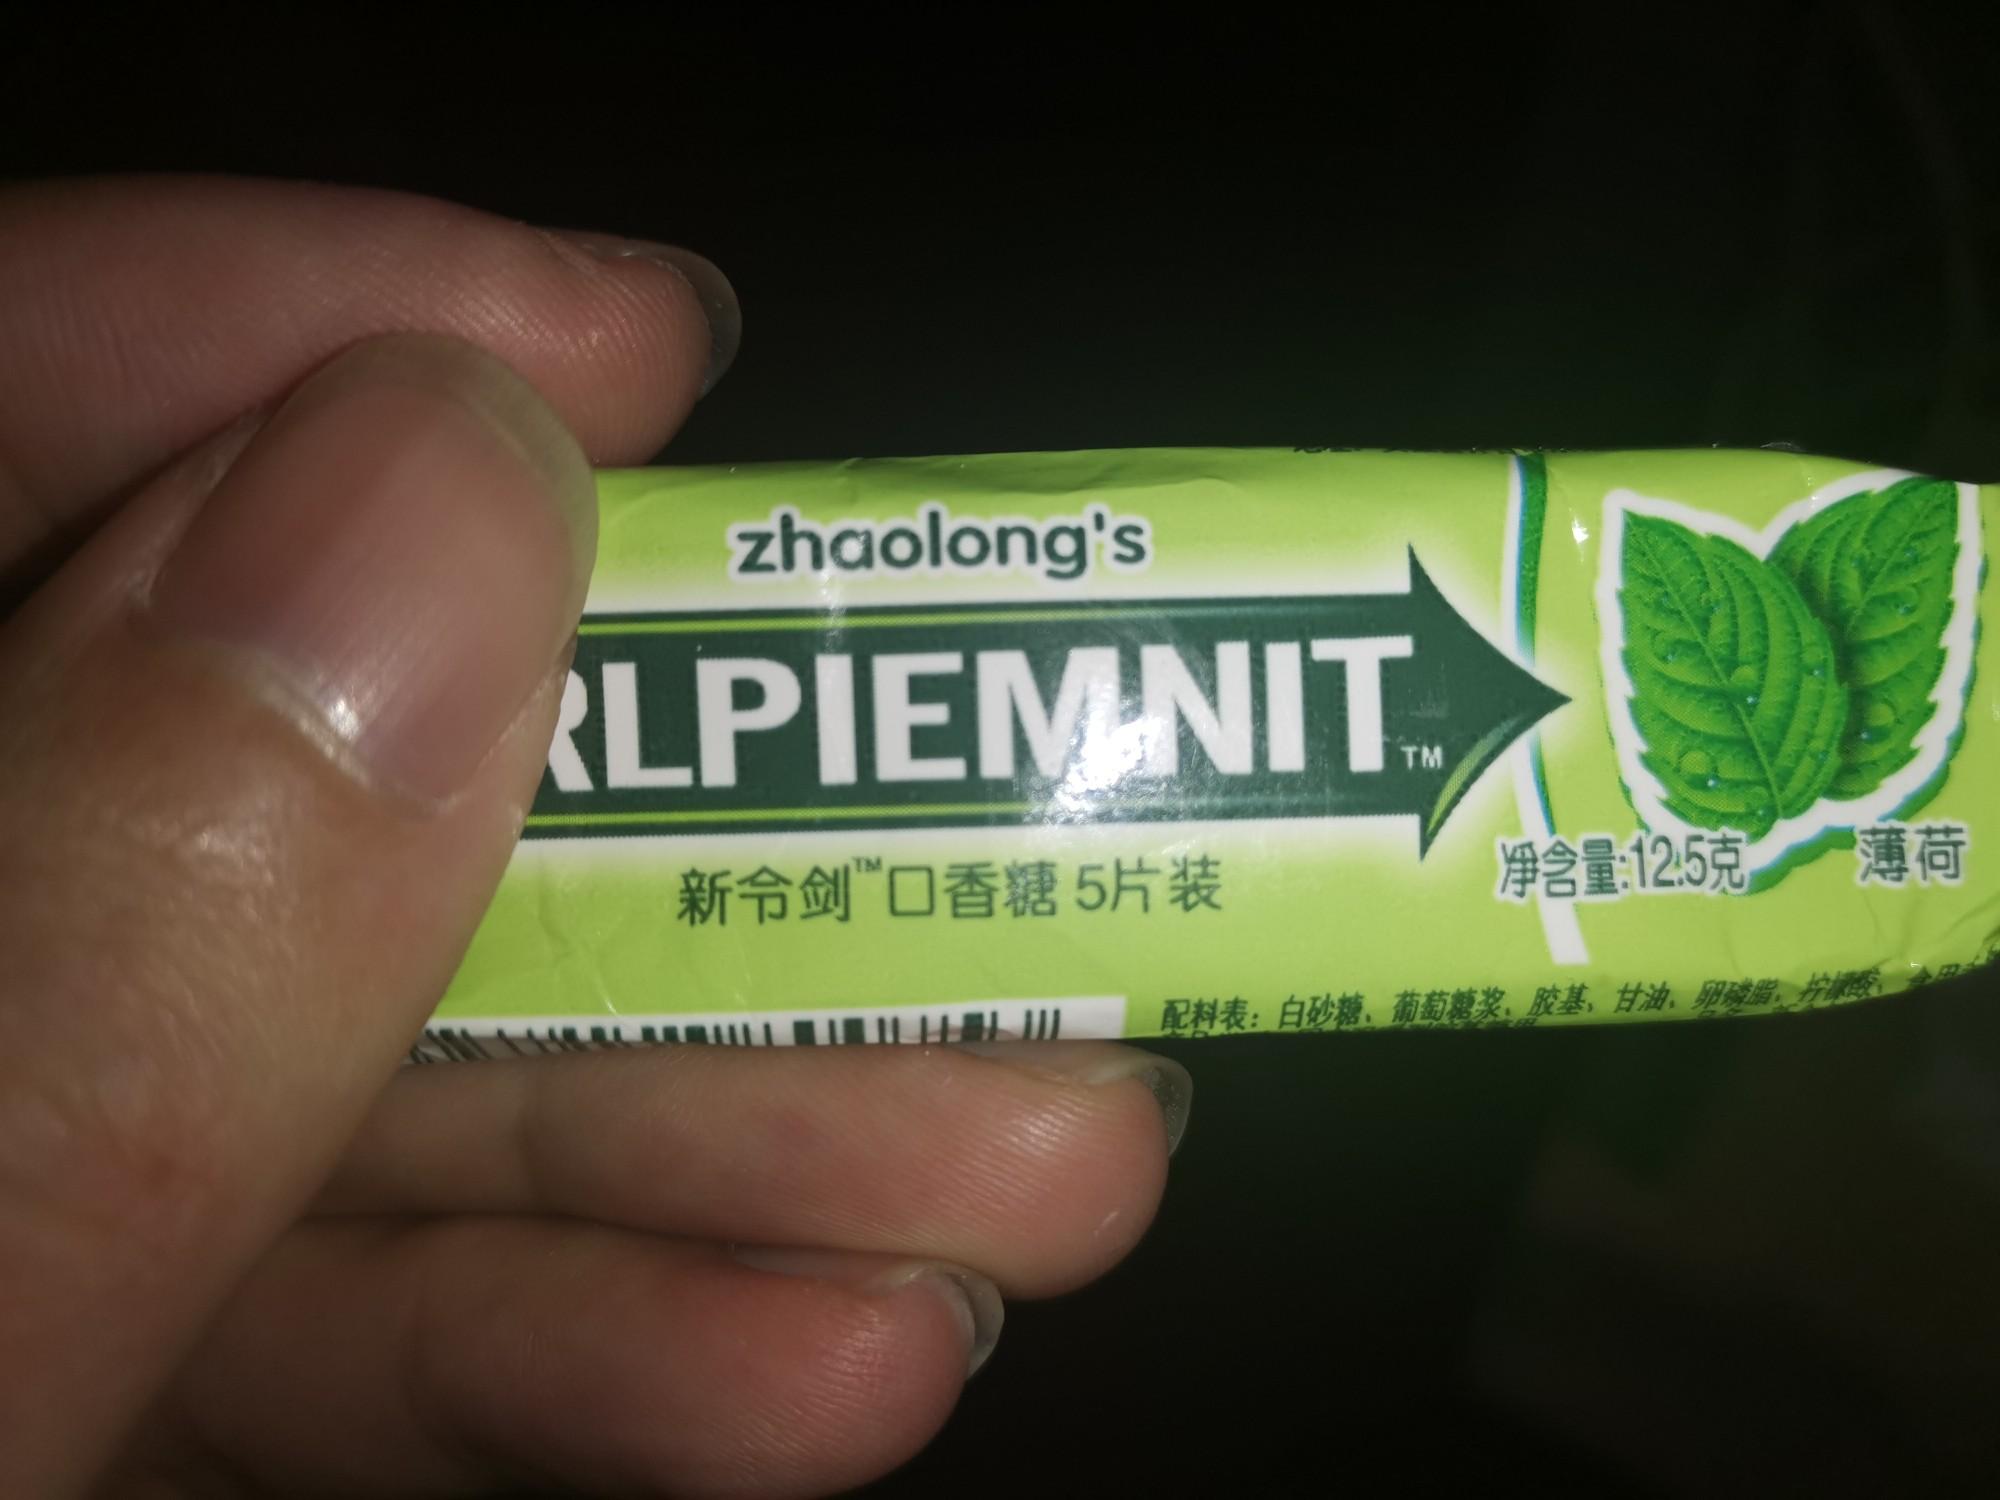 zhaolong's
RLPIEMNIT™
新令剑™口香糖 5片装
净含量:12.5克
薄荷
配料表：白砂糖、葡萄糖浆、胶基、甘油、卵磷脂、柠檬酸、食用